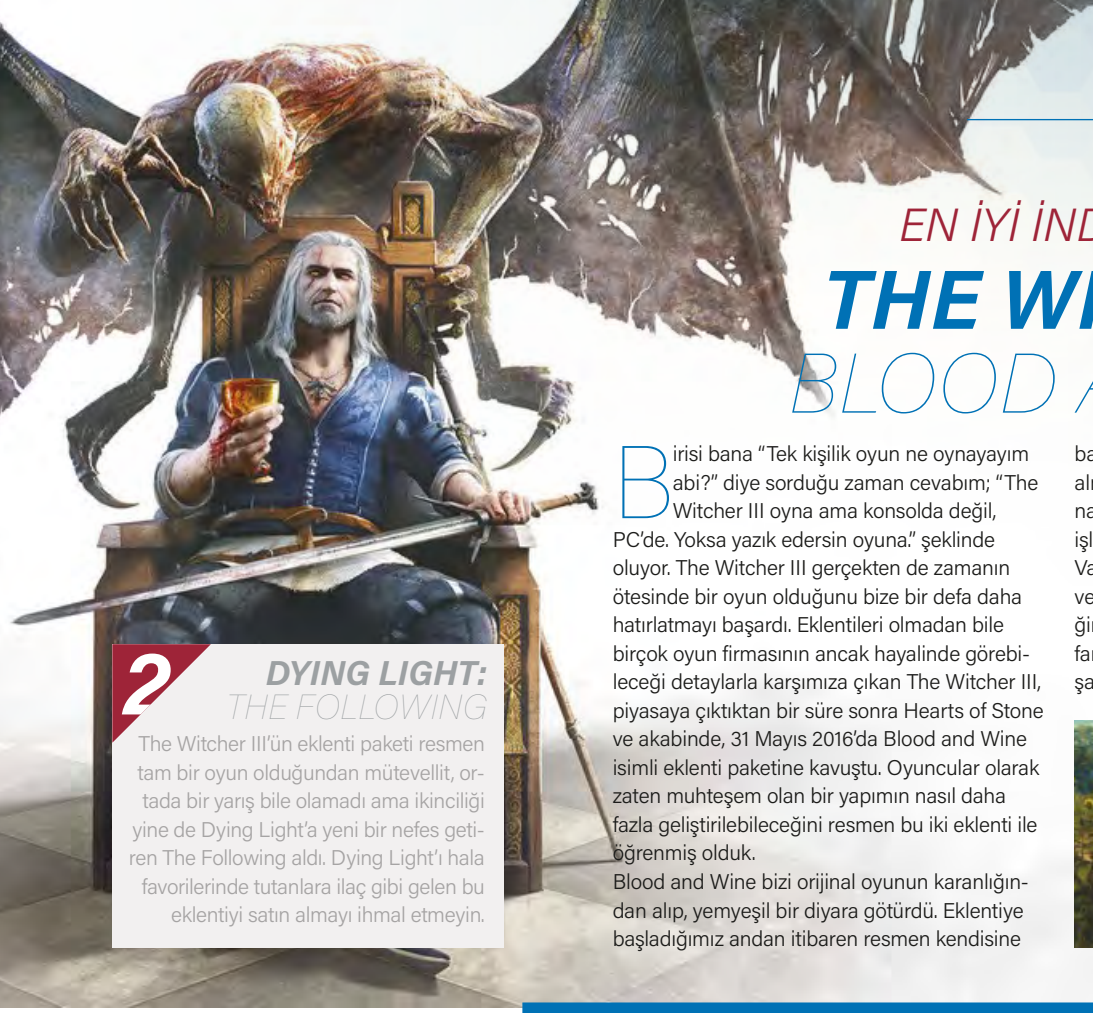 EN İYİ İND
THE WI
BLOOD A
Birisi bana “Tek kişilik oyun ne oynayayım
abi?” diye sorduğu zaman cevabım; “The
Witcher III oyna ama konsolda değil,
PC’de. Yoksa yazık edersin oyuna.” şeklinde
oluyor. The Witcher III gerçekten de zamanın
ötesinde bir oyun olduğunu bize bir defa daha
hatırlatmayı başardı. Eklentileri olmadan bile
birçok oyun firmasının ancak hayalinde görebi-
leceği detaylarla karşımıza çıkan The Witcher III,
piyasaya çıktıktan bir süre sonra Hearts of Stone
ve akabinde, 31 Mayıs 2016’da Blood and Wine
isimli eklenti paketine kavuştu. Oyuncular olarak
zaten muhteşem olan bir yapımın nasıl daha
fazla geliştirilebileceğini resmen bu iki eklenti ile
öğrenmiş olduk.
Blood and Wine bizi orijinal oyunun karanlığın-
dan alıp, yemyeşil bir diyara götürdü. Eklentiye
başladığımız andan itibaren resmen kendisine
ba
alı
na
işl
Va
ve
ğin
far
şa
2
DYING LIGHT:
THE FOLLOWING
The Witcher III’ün eklenti paketi resmen
tam bir oyun olduğundan mütevellit, or-
tada bir yarış bile olamadı ama ikinciliği
yine de Dying Light’a yeni bir nefes geti-
ren The Following aldı. Dying Light’ı hala
favorilerinde tutanlara ilaç gibi gelen bu
eklentiyi satın almayı ihmal etmeyin.